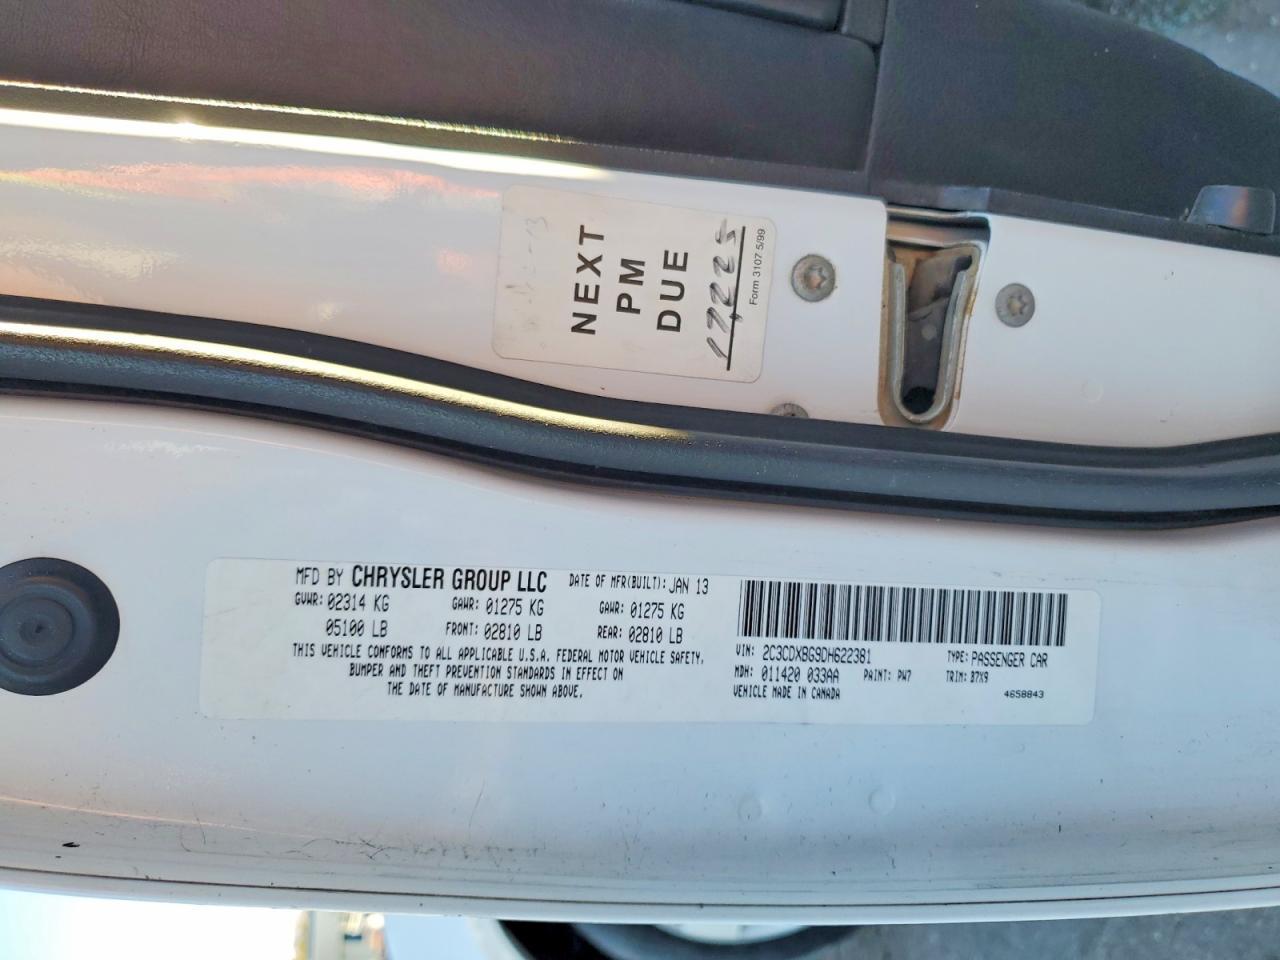 NEXT
PM
DUE
17,225
Form 3107 5/99
MFD BY CHRYSLER GROUP LLC DATE OF MFR(BUILT): JAN 13
GVWR: 02314 KG GAWR: 01275 KG GAWR: 01275 KG
05100 LB FRONT: 02810 LB REAR: 02810 LB
THIS VEHICLE CONFORMS TO ALL APPLICABLE U.S.A. FEDERAL MOTOR VEHICLE SAFETY,
BUMPER AND THEFT PREVENTION STANDARDS IN EFFECT ON
THE DATE OF MANUFACTURE SHOWN ABOVE.
VIN: 2C3CDXBG9DH622381 TYPE: PASSENGER CAR
MDH: 011420 033AA PAINT: PW7 TRIM: B7X9
VEHICLE MADE IN CANADA 4658843